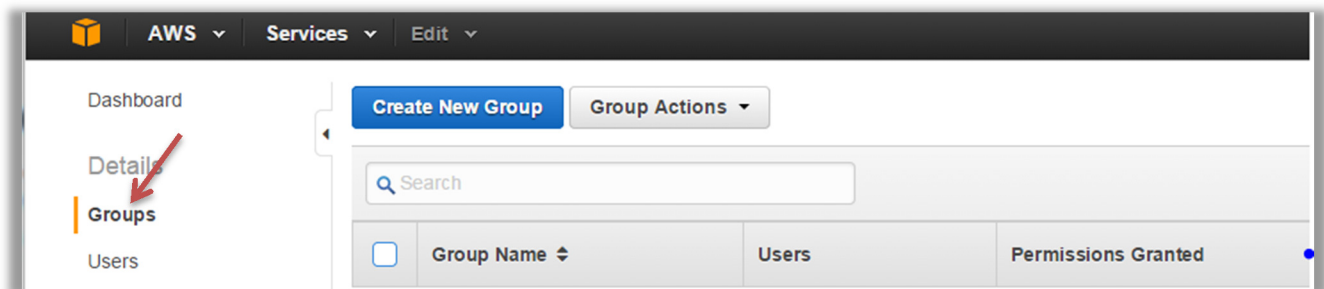 AWS Services Edit
Dashboard
Create New Group Group Actions
Details
Search
Groups
Group Name Users Permissions Granted
Users